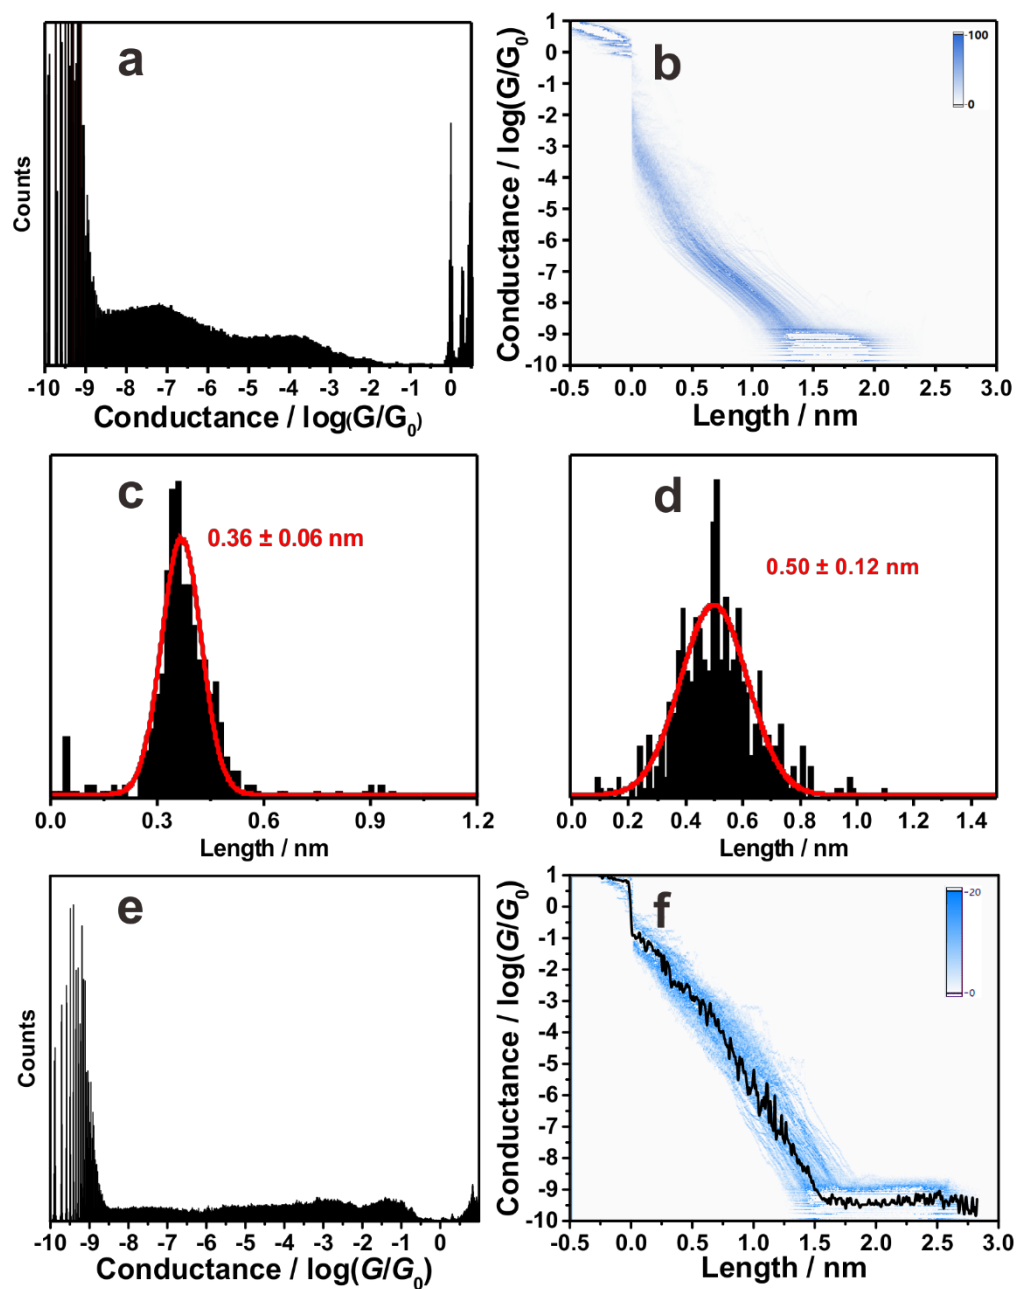 a
Counts
-10 -9 -8 -7 -6 -5 -4 -3 -2 -1 0
Conductance / log(G/G0)
b
Conductance / log(G/G0)
1
0
-1
-2
-3
-4
-5
-6
-7
-8
-9
-10
100
0
-0.5 0.0 0.5 1.0 1.5 2.0 2.5 3.0
Length / nm
c
0.36 ± 0.06 nm
0.0 0.3 0.6 0.9 1.2
Length / nm
d
0.50 ± 0.12 nm
0.0 0.2 0.4 0.6 0.8 1.0 1.2 1.4
Length / nm
e
Counts
-10 -9 -8 -7 -6 -5 -4 -3 -2 -1 0
Conductance / log(G/G0)
f
Conductance / log(G/G0)
1
0
-1
-2
-3
-4
-5
-6
-7
-8
-9
-10
20
0
-0.5 0.0 0.5 1.0 1.5 2.0 2.5 3.0
Length / nm